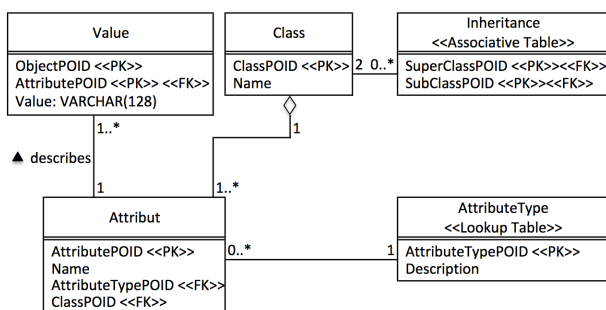 Value
ObjectPOID <<PK>>
AttributePOID <<PK>> <<FK>>
Value: VARCHAR(128)
Class
ClassPOID <<PK>>
Name
2 0..*
Inheritance
<<Associative Table>>
SuperClassPOID <<PK>><<FK>>
SubClassPOID <<PK>><<FK>>
1..*
▲ describes
1
1
1..*
Attribut
AttributePOID <<PK>>
Name
AttributeTypePOID <<FK>>
ClassPOID <<FK>>
0..*
1
AttributeType
<<Lookup Table>>
AttributeTypePOID <<PK>>
Description